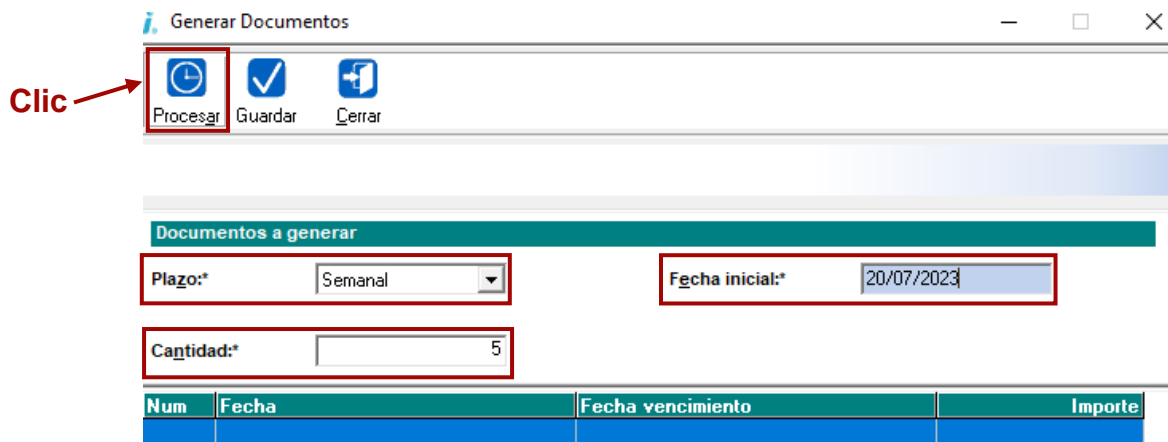 Generar Documentos
Clic
Procesar Guardar Cerrar
Documentos a generar
Plazo:* Semanal Fecha inicial:* 20/07/2023
Cantidad:* 5
Num Fecha Fecha vencimiento Importe